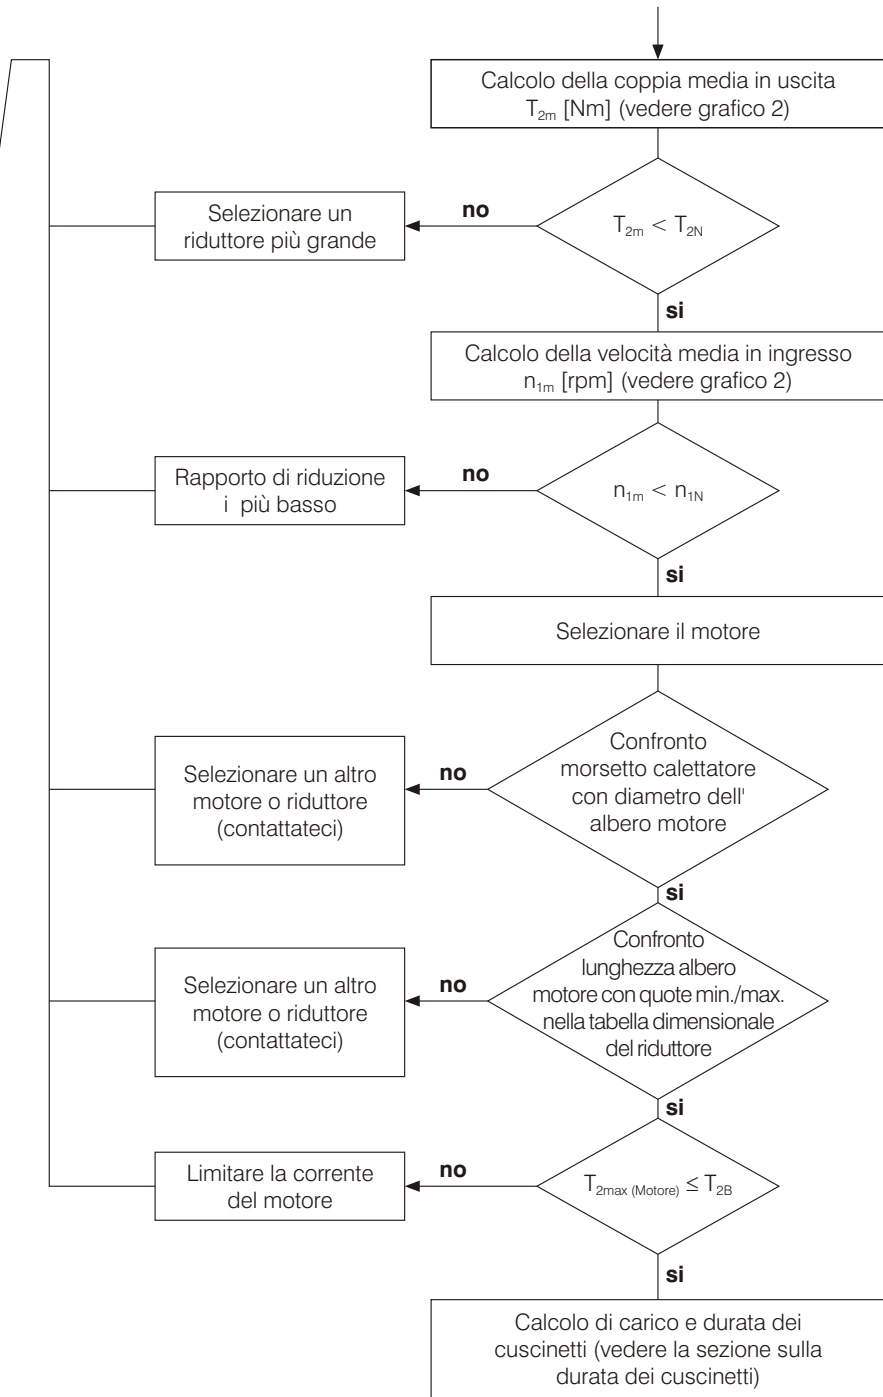 Calcolo della coppia media in uscita
T2m [Nm] (vedere grafico 2)
Selezionare un
riduttore più grande
no
T2m < T2N
si
Calcolo della velocità media in ingresso
n1m [rpm] (vedere grafico 2)
Rapporto di riduzione
i più basso
no
n1m < n1N
si
Selezionare il motore
Selezionare un altro
motore o riduttore
(contattateci)
no
Confronto
morsetto calettatore
con diametro dell'
albero motore
si
Selezionare un altro
motore o riduttore
(contattateci)
no
Confronto
lunghezza albero
motore con quote min./max.
nella tabella dimensionale
del riduttore
si
Limitare la corrente
del motore
no
T2max (Motore) ≤ T2B
si
Calcolo di carico e durata dei
cuscinetti (vedere la sezione sulla
durata dei cuscinetti)